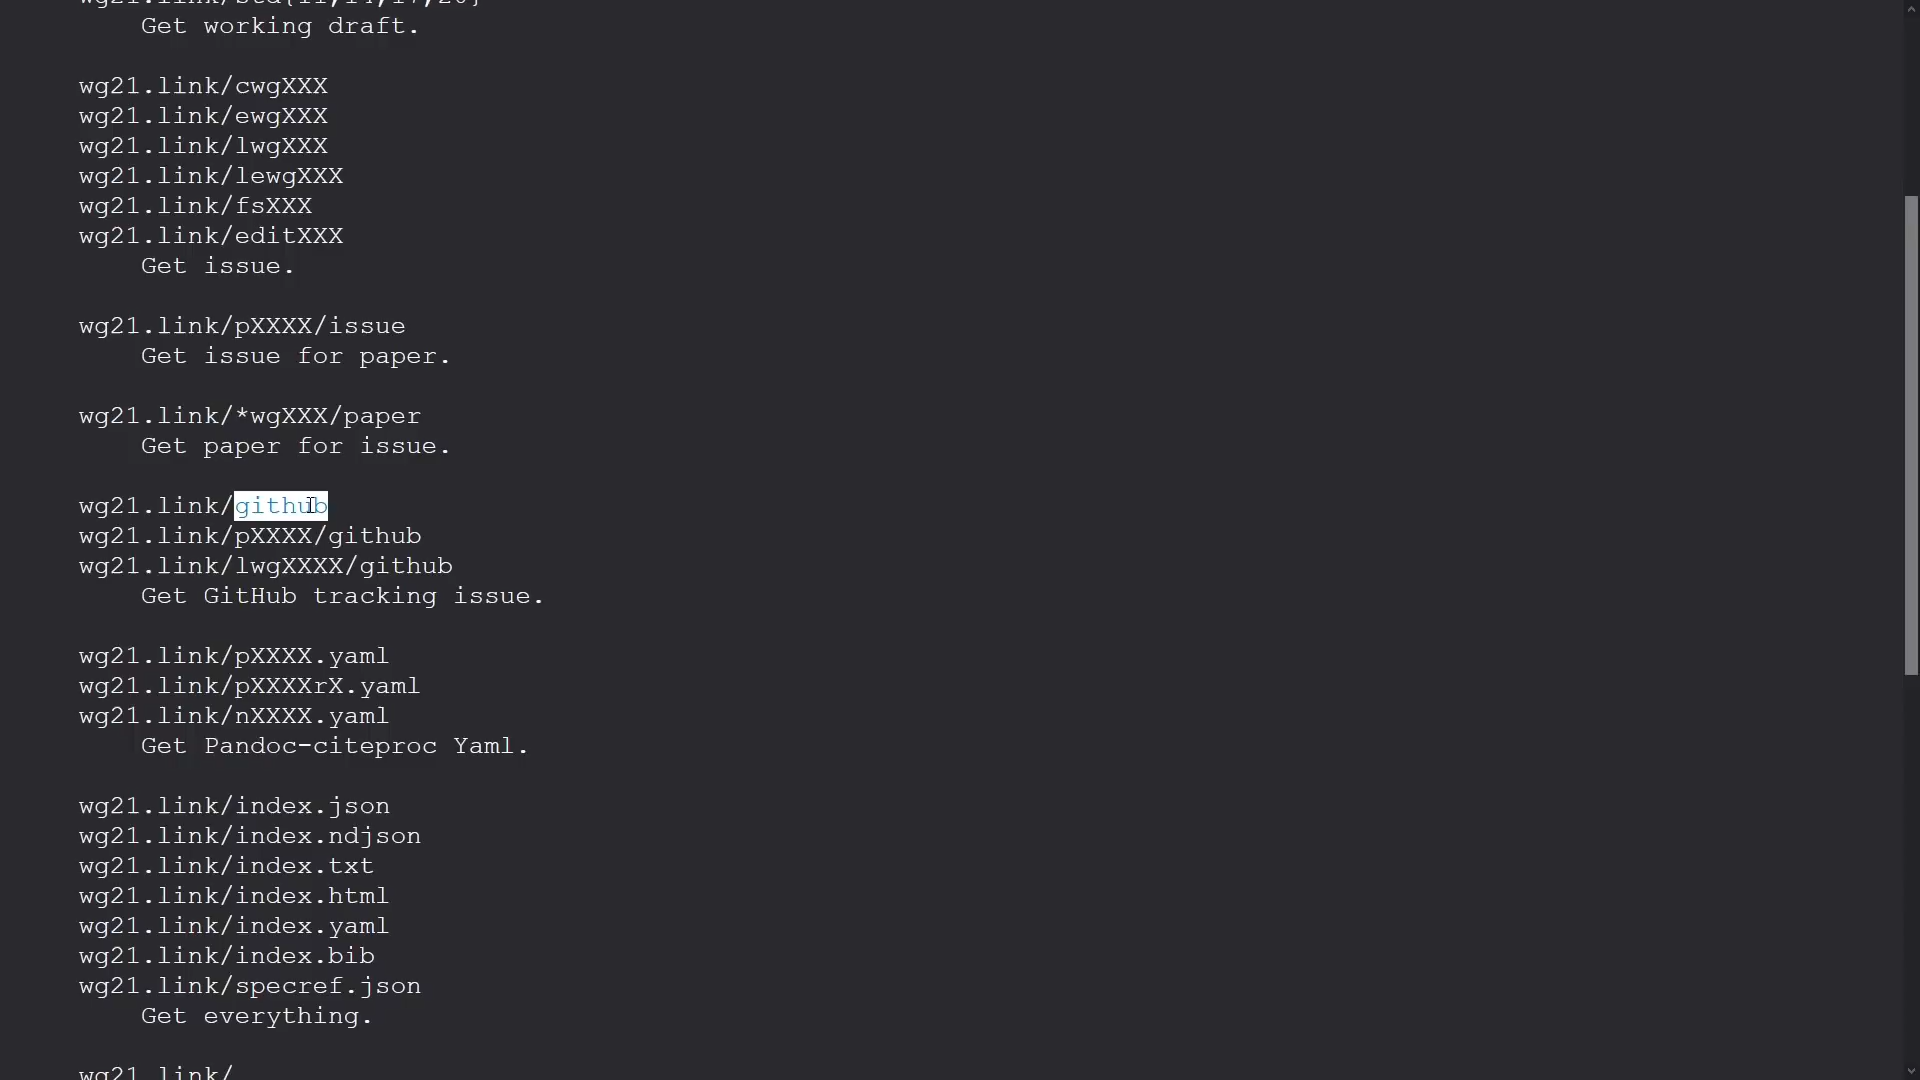 Get working draft.
wg21.link/cwgXXX
wg21.link/ewgXXX
wg21.link/lwgXXX
wg21.link/lewgXXX
wg21.link/fsXXX
wg21.link/editXXX
Get issue.
wg21.link/pXXXX/issue
Get issue for paper.
wg21.link/*wgXXX/paper
Get paper for issue.
wg21.link/github
wg21.link/pXXXX/github
wg21.link/lwgXXXX/github
Get GitHub tracking issue.
wg21.link/pXXXX.yaml
wg21.link/pXXXXrX.yaml
wg21.link/nXXXX.yaml
Get Pandoc-citeproc Yaml.
wg21.link/index.json
wg21.link/index.ndjson
wg21.link/index.txt
wg21.link/index.html
wg21.link/index.yaml
wg21.link/index.bib
wg21.link/specref.json
Get everything.
wg21.link/